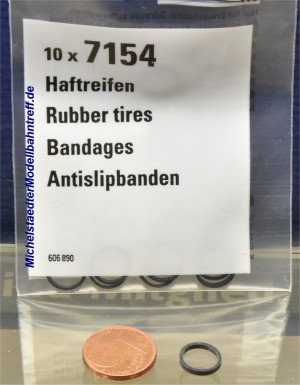 10 x 7154
Haftreifen
Rubber tires
Bandages
Antislipbanden
606 890
MichelstaedterModellbahntreff.de